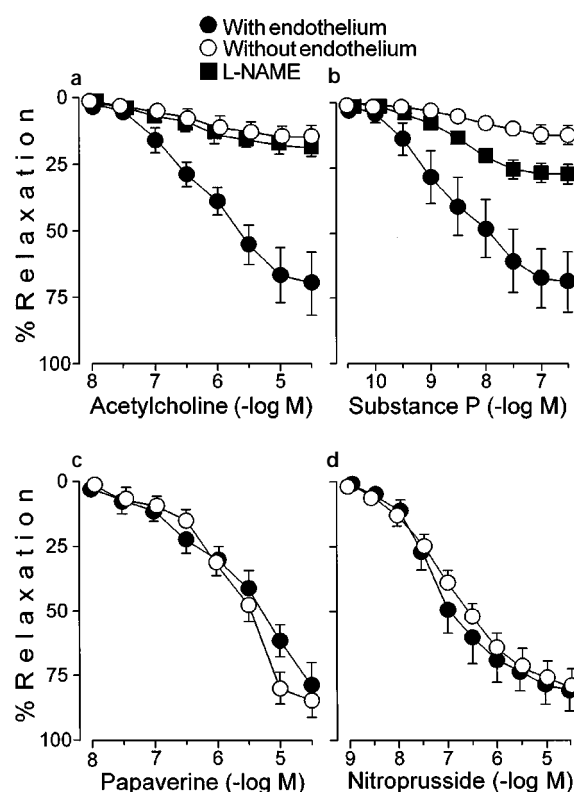 With endothelium
Without endothelium
L-NAME
a
b
0
25
50
75
100
% Relaxation
8 7 6 5
Acetylcholine (-log M)
10 9 8 7
Substance P (-log M)
c
d
0
25
50
75
100
% Relaxation
8 7 6 5
Papaverine (-log M)
9 8 7 6 5
Nitroprusside (-log M)